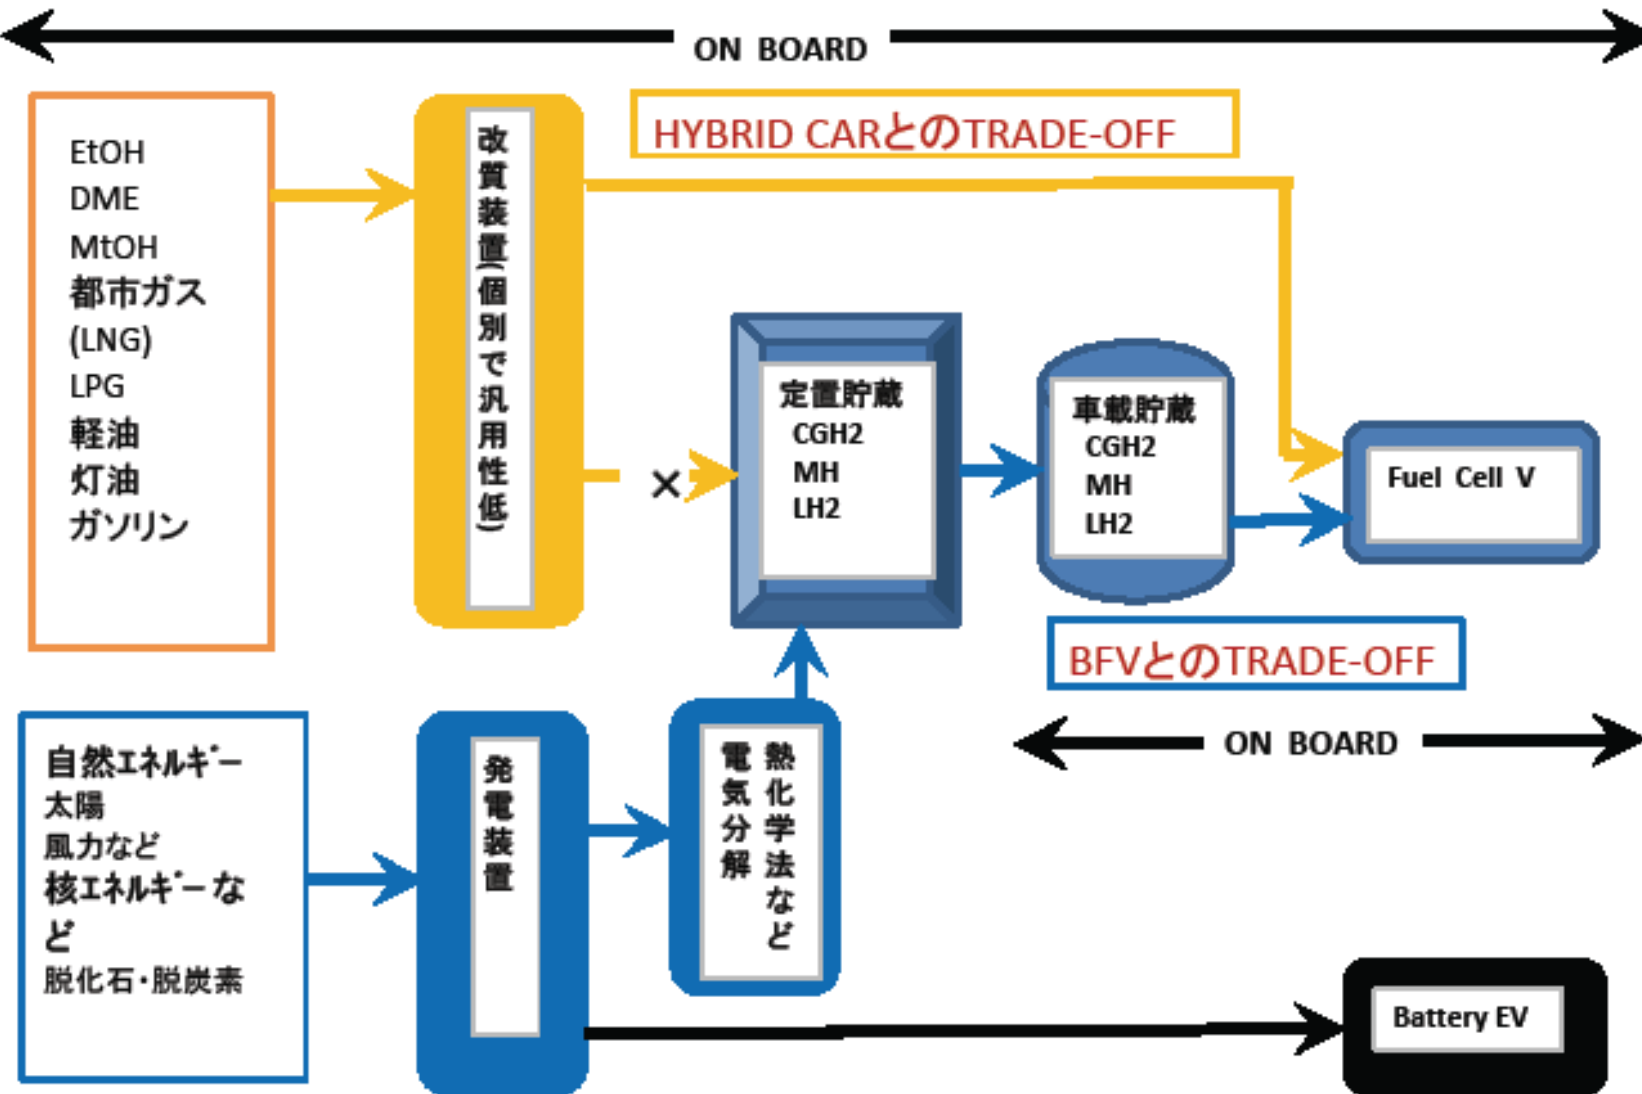 ON BOARD
HYBRID CARとのTRADE-OFF
EtOH
DME
MtOH
都市ガス
(LNG)
LPG
軽油
灯油
ガソリン
改質装置(個別で汎用性低)
×
定置貯蔵
CGH2
MH
LH2
車載貯蔵
CGH2
MH
LH2
Fuel Cell V
BFVとのTRADE-OFF
ON BOARD
自然エネルギー
太陽
風力など
核エネルギーな
ど
脱化石・脱炭素
発電装置
熱化学法など
電気分解
Battery EV